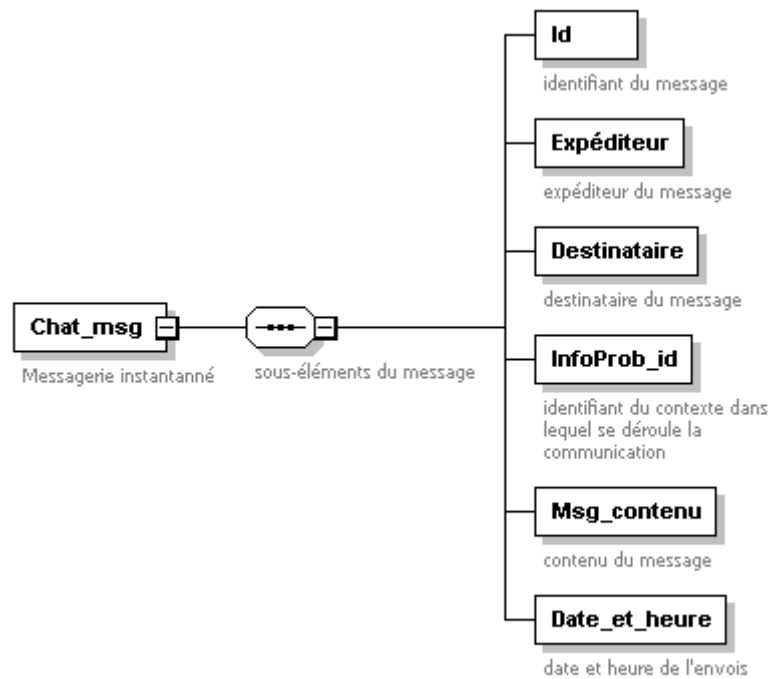 Id
identifiant du message
Expéditeur
expéditeur du message
Destinataire
destinataire du message
Chat_msg
Messagerie instantanné
sous-éléments du message
InfoProb_id
identifiant du contexte dans
lequel se déroule la
communication
Msg_contenu
contenu du message
Date_et_heure
date et heure de l'envois